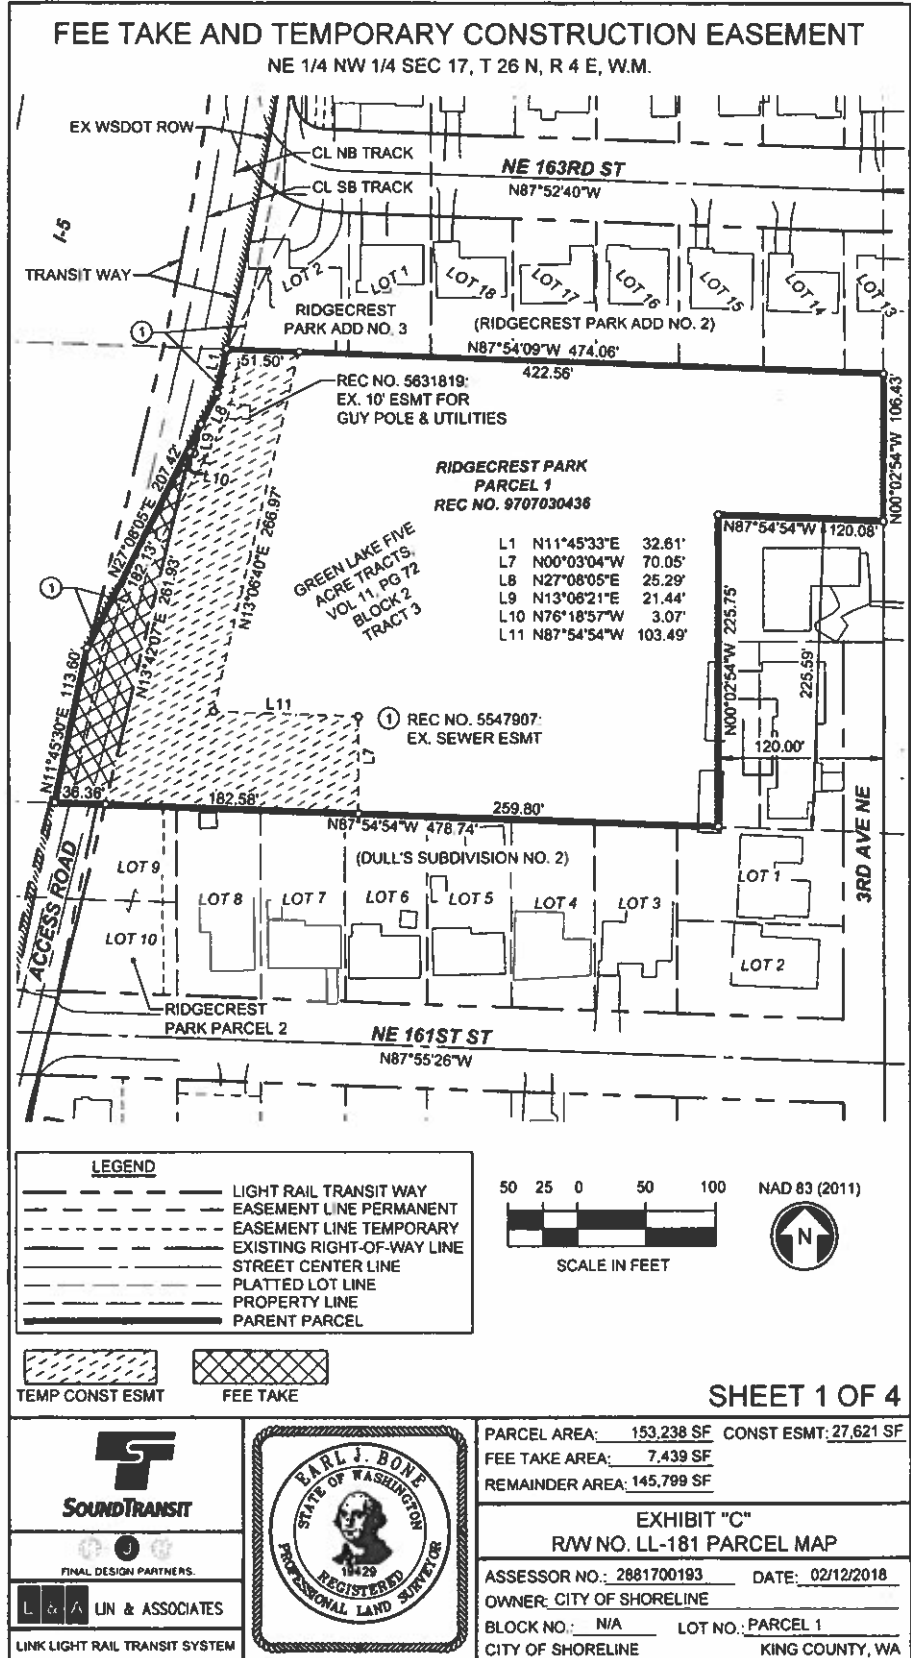 FEE TAKE AND TEMPORARY CONSTRUCTION EASEMENT
NE 1/4 NW 1/4 SEC 17, T 26 N, R 4 E, W.M.
EX WSDOT ROW
CL NB TRACK
CL SB TRACK
NE 163RD ST
N87°52'40"W
I-5
TRANSIT WAY
LOT 2
LOT 1
LOT 18
LOT 17
LOT 16
LOT 15
LOT 14
LOT 13
RIDGECREST
PARK ADD NO. 3
(RIDGECREST PARK ADD NO. 2)
1
L1
51.50'
N87°54'09"W 474.06'
422.56'
REC NO. 5631819:
EX. 10' ESMT FOR
GUY POLE & UTILITIES
L8
L9
L10
N00°02'54"W 106.43'
RIDGECREST PARK
PARCEL 1
REC NO. 9707030436
N87°54'54"W 120.08'
N27°08'05"E 207.42'
182.13'
N13°42'07"E 261.93'
N13°06'40"E 266.97'
GREEN LAKE FIVE
ACRE TRACTS,
VOL 11, PG 72
BLOCK 2
TRACT 3
L1 N11°45'33"E 32.61'
L7 N00°03'04"W 70.05'
L8 N27°08'05"E 25.29'
L9 N13°06'21"E 21.44'
L10 N76°18'57"W 3.07'
L11 N87°54'54"W 103.49'
1
N11°45'30"E 113.60'
N00°02'54"W 225.75'
225.59'
L11
1 REC NO. 5547907:
EX. SEWER ESMT
L7
120.00'
36.36'
182.58'
259.80'
N87°54'54"W 478.74'
3RD AVE NE
(DULL'S SUBDIVISION NO. 2)
ACCESS ROAD
LOT 9
LOT 10
LOT 8
LOT 7
LOT 6
LOT 5
LOT 4
LOT 3
LOT 1
LOT 2
RIDGECREST
PARK PARCEL 2
NE 161ST ST
N87°55'26"W
LEGEND
LIGHT RAIL TRANSIT WAY
EASEMENT LINE PERMANENT
EASEMENT LINE TEMPORARY
EXISTING RIGHT-OF-WAY LINE
STREET CENTER LINE
PLATTED LOT LINE
PROPERTY LINE
PARENT PARCEL
50 25 0 50 100
SCALE IN FEET
NAD 83 (2011)
N
TEMP CONST ESMT
FEE TAKE
SHEET 1 OF 4
SOUNDTRANSIT
J
FINAL DESIGN PARTNERS
L & A LIN & ASSOCIATES
LINK LIGHT RAIL TRANSIT SYSTEM
EARL J. BONE
STATE OF WASHINGTON
19429
REGISTERED
PROFESSIONAL LAND SURVEYOR
PARCEL AREA: 153,238 SF CONST ESMT: 27,621 SF
FEE TAKE AREA: 7,439 SF
REMAINDER AREA: 145,799 SF
EXHIBIT "C"
R/W NO. LL-181 PARCEL MAP
ASSESSOR NO.: 2881700193 DATE: 02/12/2018
OWNER: CITY OF SHORELINE
BLOCK NO.: N/A LOT NO.: PARCEL 1
CITY OF SHORELINE KING COUNTY, WA